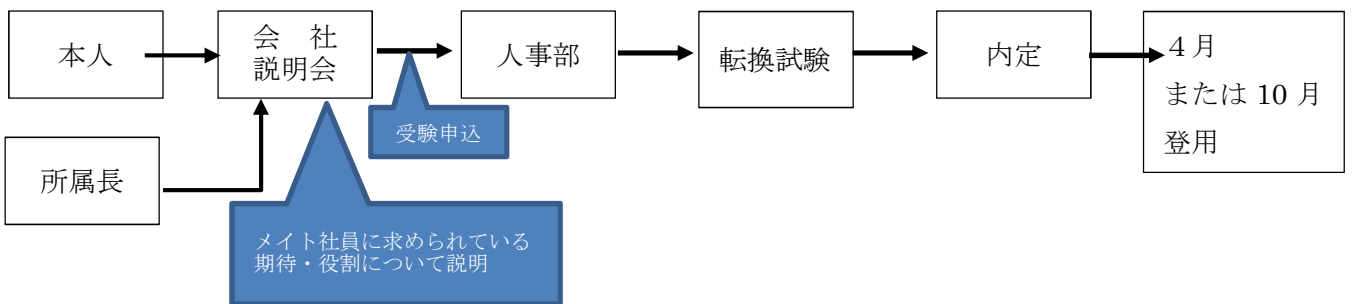 本人
会　社
説明会
人事部
転換試験
内定
４月
または 10 月
登用
受験申込
所属長
メイト社員に求められている
期待・役割について説明